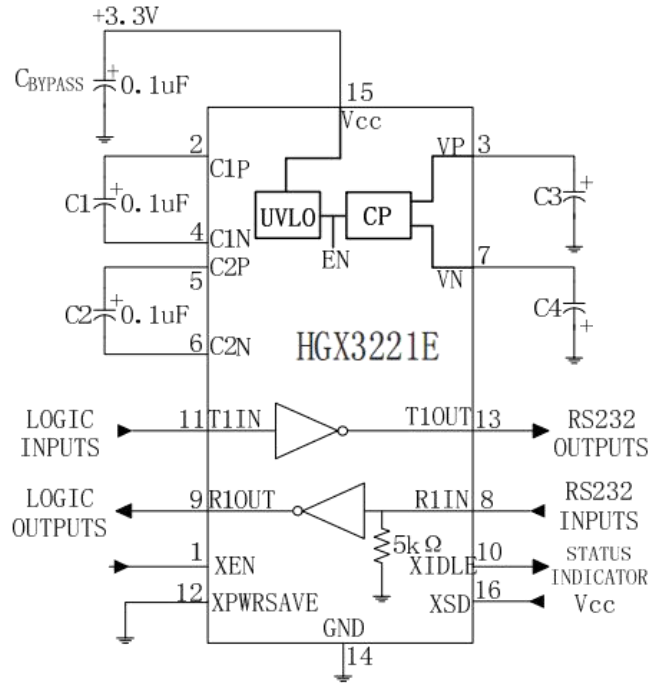 +3.3V
CBYPASS + 0.1uF
15
Vcc
2
C1P
VP 3
C1 + 0.1uF
UVLO
CP
C3 +
4
C1N
EN
C2P
5
7
VN
C2 + 0.1uF
C4 +
6 C2N
HGX3221E
LOGIC
INPUTS
11 T1IN
T1OUT 13
RS232
OUTPUTS
LOGIC
OUTPUTS
9 R1OUT
R1IN 8
RS232
INPUTS
5kΩ
1 XEN
XIDLE 10
STATUS
INDICATOR
12 XPWRSAVE
XSD 16
Vcc
GND
14